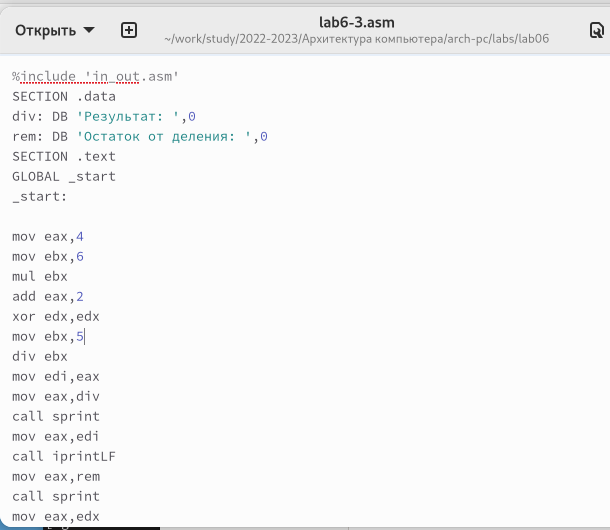 Открыть
lab6-3.asm
~/work/study/2022-2023/Архитектура компьютера/arch-pc/labs/lab06
%include 'in_out.asm'
SECTION .data
div: DB 'Результат: ',0
rem: DB 'Остаток от деления: ',0
SECTION .text
GLOBAL _start
_start:
mov eax,4
mov ebx,6
mul ebx
add eax,2
xor edx,edx
mov ebx,5
div ebx
mov edi,eax
mov eax,div
call sprint
mov eax,edi
call iprintLF
mov eax,rem
call sprint
mov eax,edx